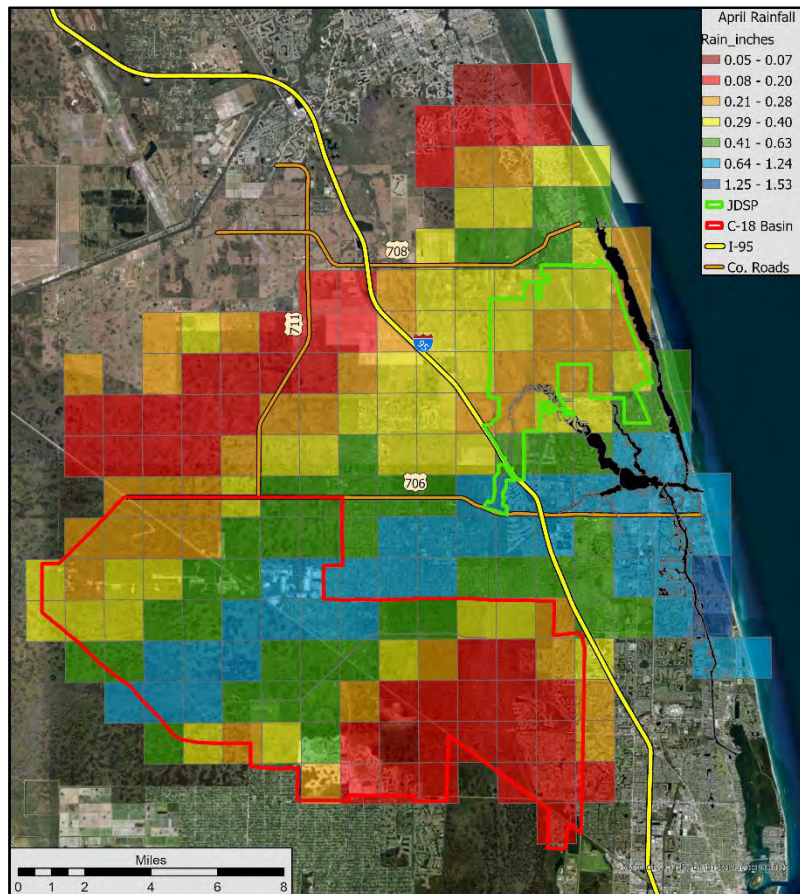 April Rainfall
Rain_inches
0.05 - 0.07
0.08 - 0.20
0.21 - 0.28
0.29 - 0.40
0.41 - 0.63
0.64 - 1.24
1.25 - 1.53
JDSP
C-18 Basin
I-95
Co. Roads
708
711
95
706
Miles
0 1 2 4 6 8